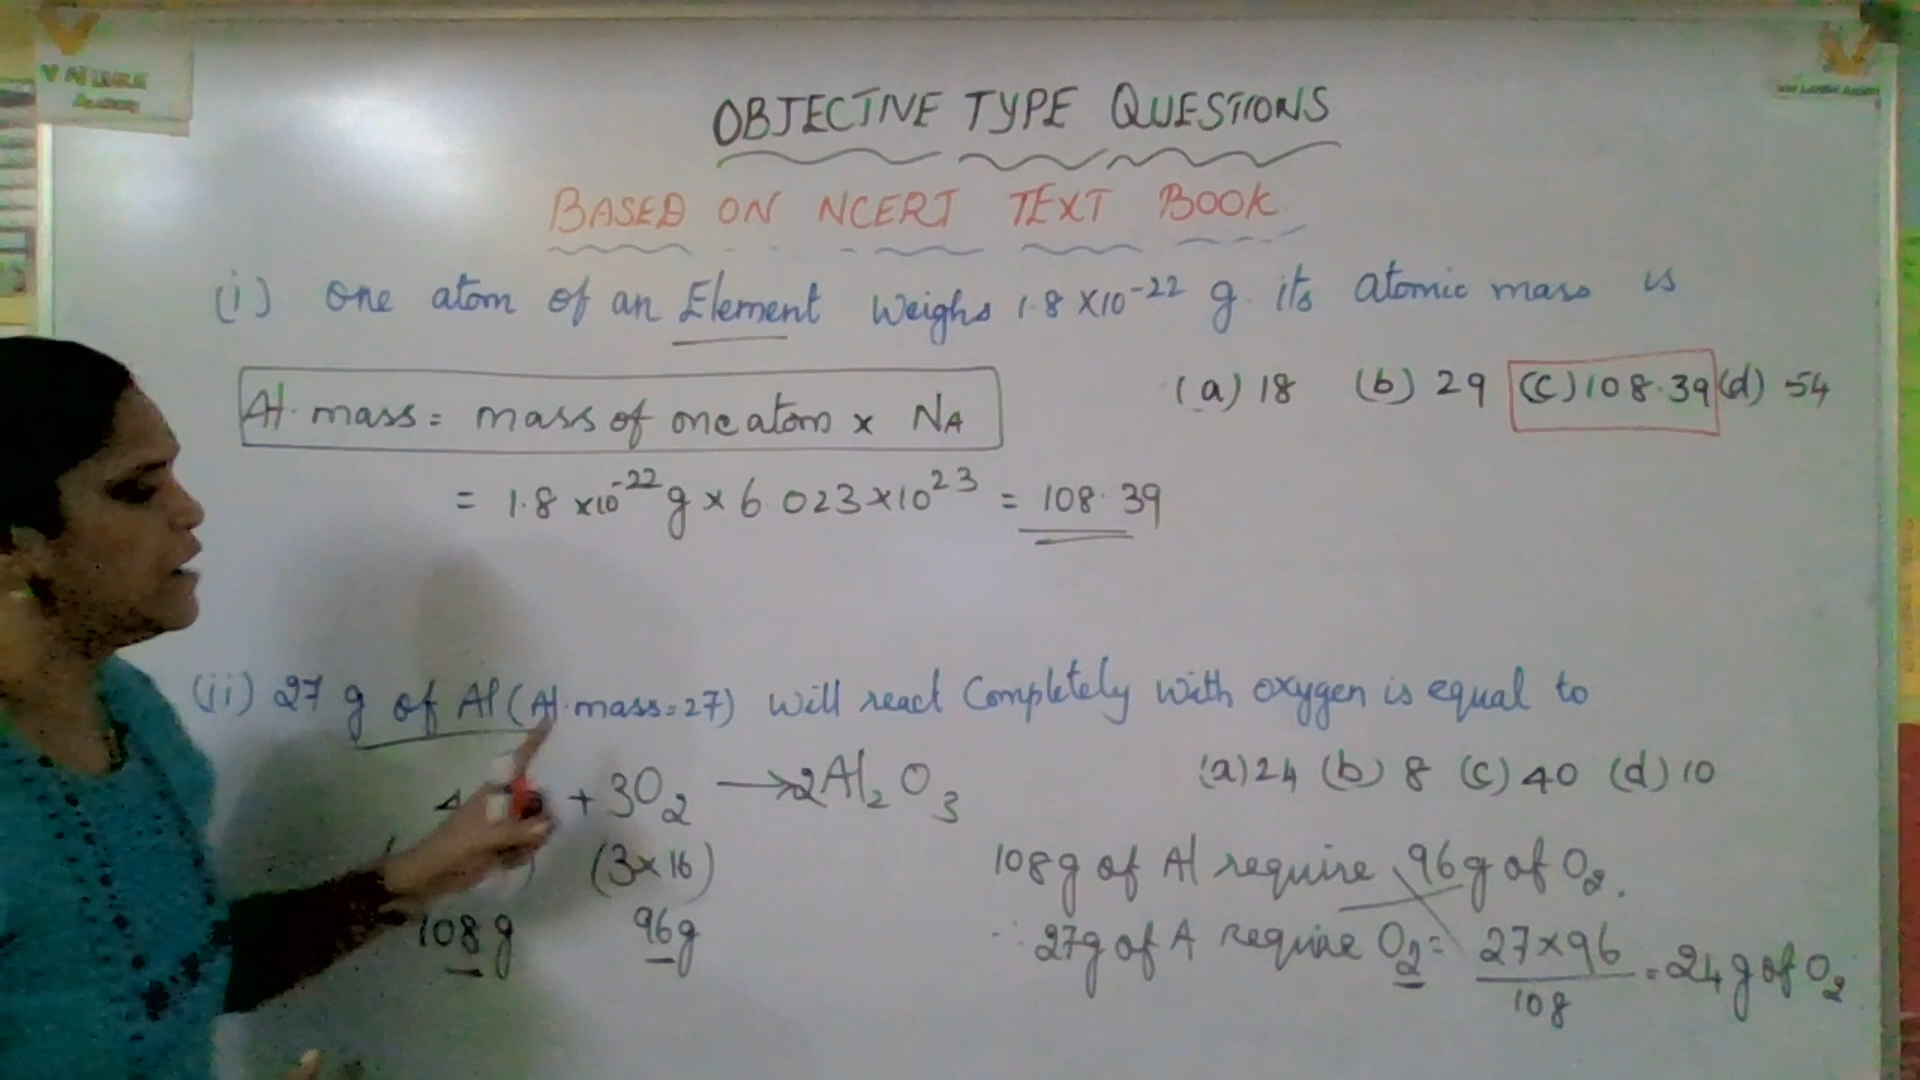 OBJECTIVE TYPE QUESTIONS
BASED ON NCERT TEXT BOOK
(i) One atom of an Element Weighs 1.8 x 10⁻²² g. its atomic mass is
(a) 18 (b) 29 (c) 108.39 (d) 54
At. mass = mass of one atom x NA
= 1.8 x 10⁻²² g x 6.023 x 10²³ = 108.39
(ii) 27 g of Al (At. mass = 27) will react Completely with oxygen is equal to
(a) 24 (b) 8 (c) 40 (d) 10
4 + 3O₂ → 2Al₂O₃
(3 x 16)
108 g 96g
108g of Al require 96g of O₂.
∴ 27g of A require O₂ = 27 x 96 / 108 = 24 g of O₂